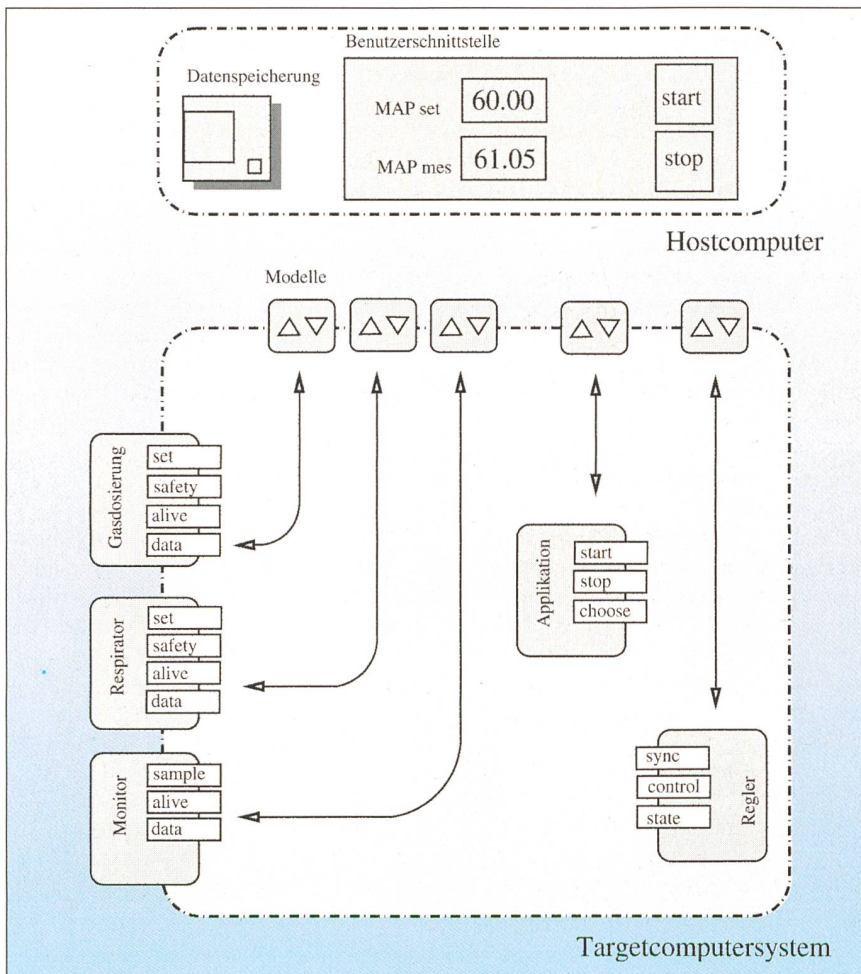 Benutzerschnittstelle
Datenspeicherung
MAP set
60.00
start
MAP mes
61.05
stop
Hostcomputer
Modelle
Gasdosierung
set
safety
alive
data
Respirator
set
safety
alive
data
Monitor
sample
alive
data
Applikation
start
stop
choose
Regler
sync
control
state
Targetcomputersystem